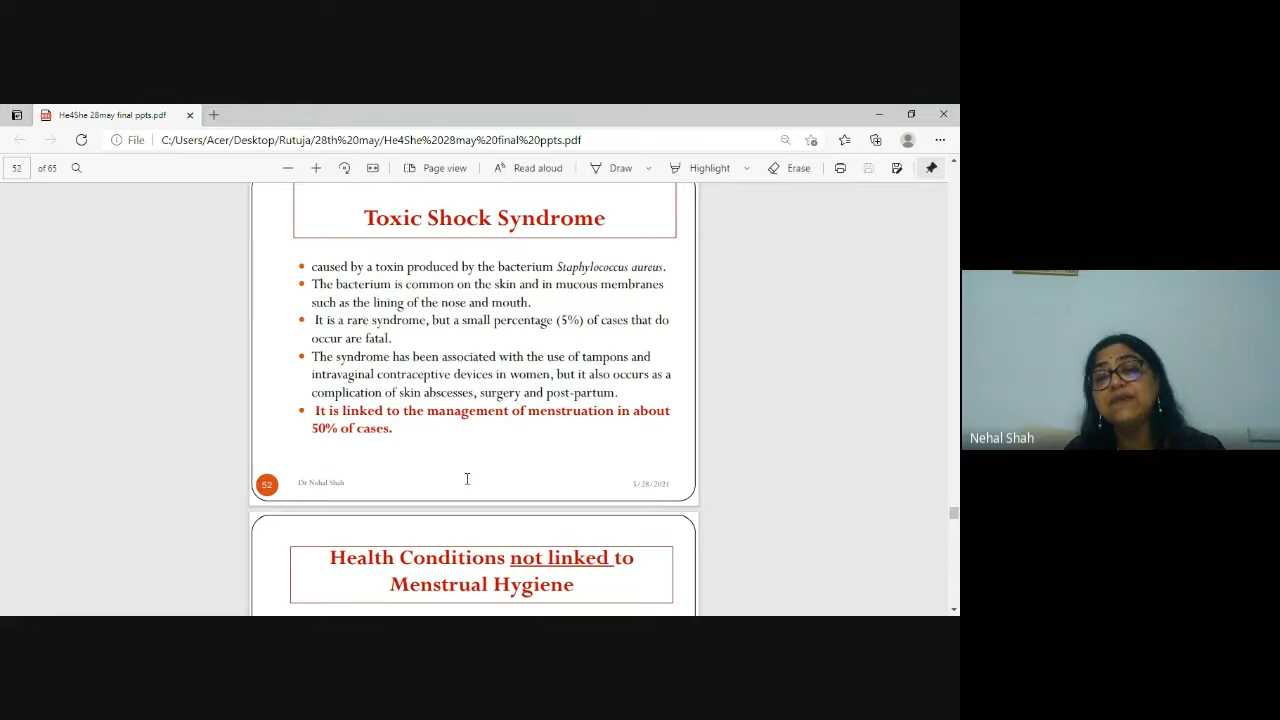 He4She 28may final ppts.pdf
File
C:/Users/Acer/Desktop/Rutuja/28th%20may/He4She%2028may%20final%20ppts.pdf
52
of 65
Page view
Read aloud
Draw
Highlight
Erase
Toxic Shock Syndrome
caused by a toxin produced by the bacterium Staphylococcus aureus.
The bacterium is common on the skin and in mucous membranes
such as the lining of the nose and mouth.
It is a rare syndrome, but a small percentage (5%) of cases that do
occur are fatal.
The syndrome has been associated with the use of tampons and
intravaginal contraceptive devices in women, but it also occurs as a
complication of skin abscesses, surgery and post-partum.
It is linked to the management of menstruation in about
50% of cases.
52
Dr Nehal Shah
5/28/2021
Health Conditions not linked to
Menstrual Hygiene
Nehal Shah